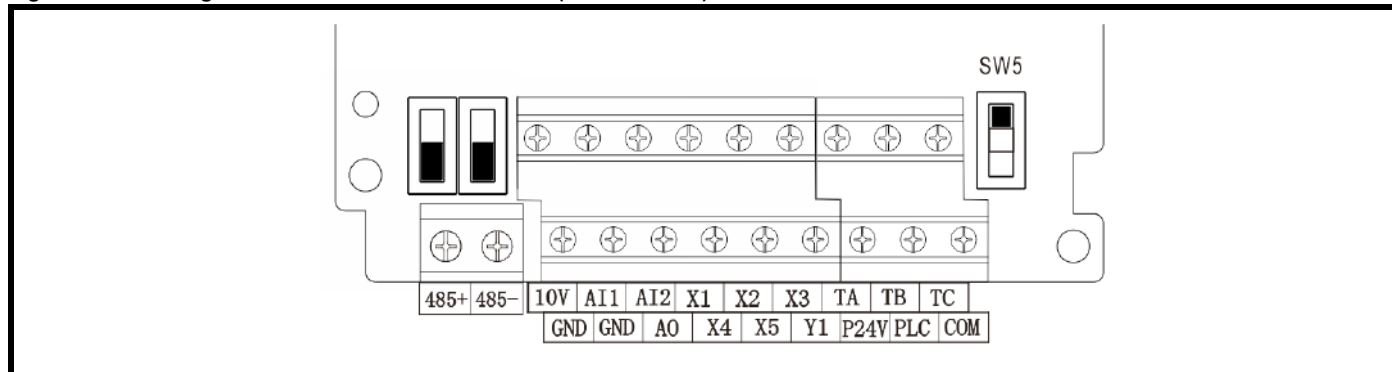 SW5
485+ 485- 10V AI1 AI2 X1 X2 X3 TA TB TC
GND GND AO X4 X5 Y1 P24V PLC COM